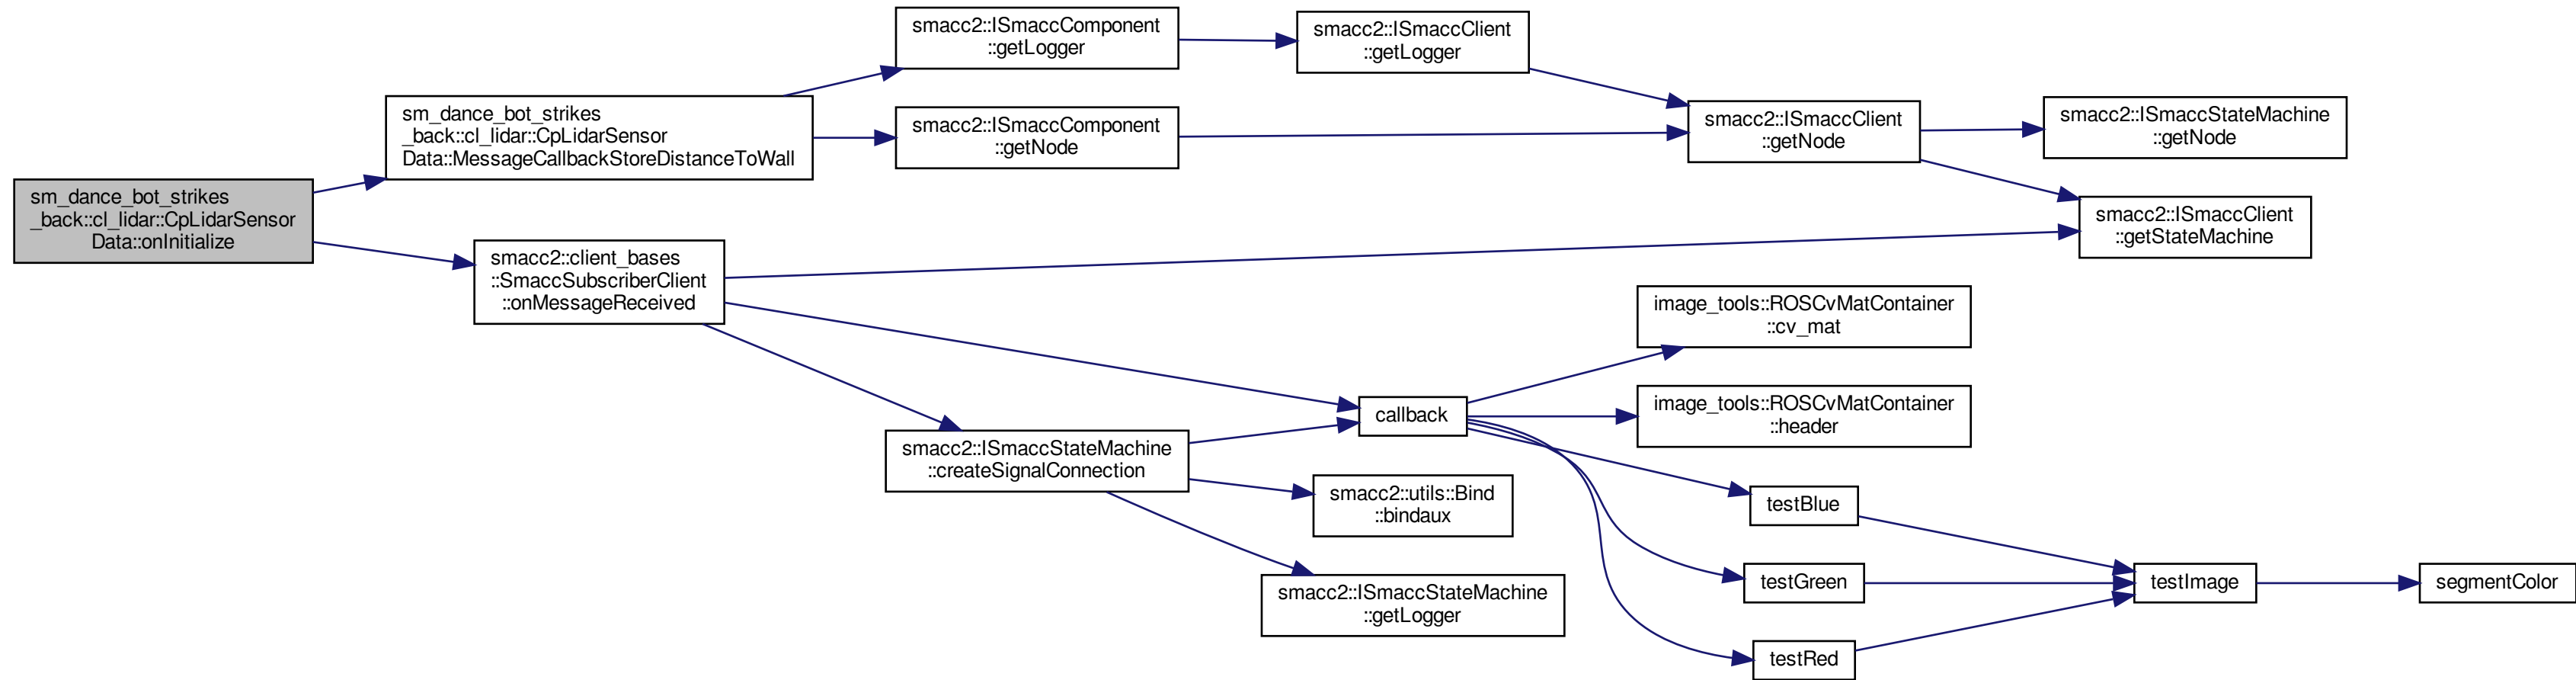 smacc2::ISmaccComponent
::getLogger
smacc2::ISmaccClient
::getLogger
sm_dance_bot_strikes
_back::cl_lidar::CpLidarSensor
Data::MessageCallbackStoreDistanceToWall
smacc2::ISmaccComponent
::getNode
smacc2::ISmaccClient
::getNode
smacc2::ISmaccStateMachine
::getNode
sm_dance_bot_strikes
_back::cl_lidar::CpLidarSensor
Data::onInitialize
smacc2::ISmaccClient
::getStateMachine
smacc2::client_bases
::SmaccSubscriberClient
::onMessageReceived
image_tools::ROSCvMatContainer
::cv_mat
callback
image_tools::ROSCvMatContainer
::header
smacc2::ISmaccStateMachine
::createSignalConnection
smacc2::utils::Bind
::bindaux
testBlue
smacc2::ISmaccStateMachine
::getLogger
testGreen
testImage
segmentColor
testRed